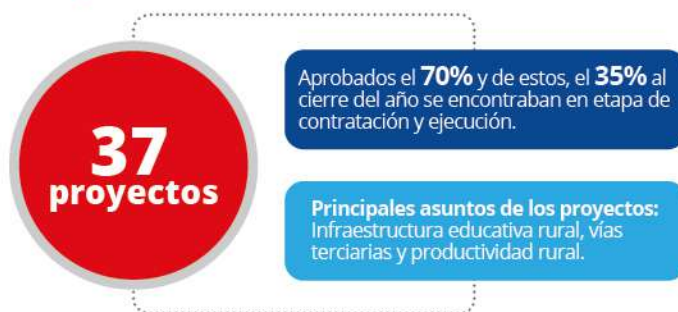 37
proyectos
Aprobados el 70% y de estos, el 35% al
cierre del año se encontraban en etapa de
contratación y ejecución.
Principales asuntos de los proyectos:
Infraestructura educativa rural, vías
terciarias y productividad rural.